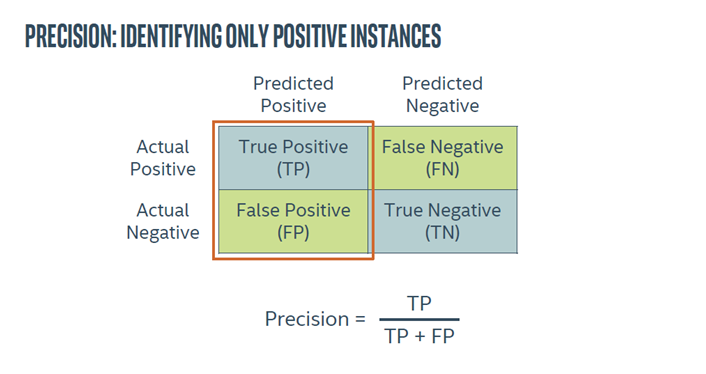 PRECISION: IDENTIFYING ONLY POSITIVE INSTANCES
Predicted
Positive
Predicted
Negative
Actual
Positive
True Positive
(TP)
False Negative
(FN)
Actual
Negative
False Positive
(FP)
True Negative
(TN)
Precision =
TP
TP + FP